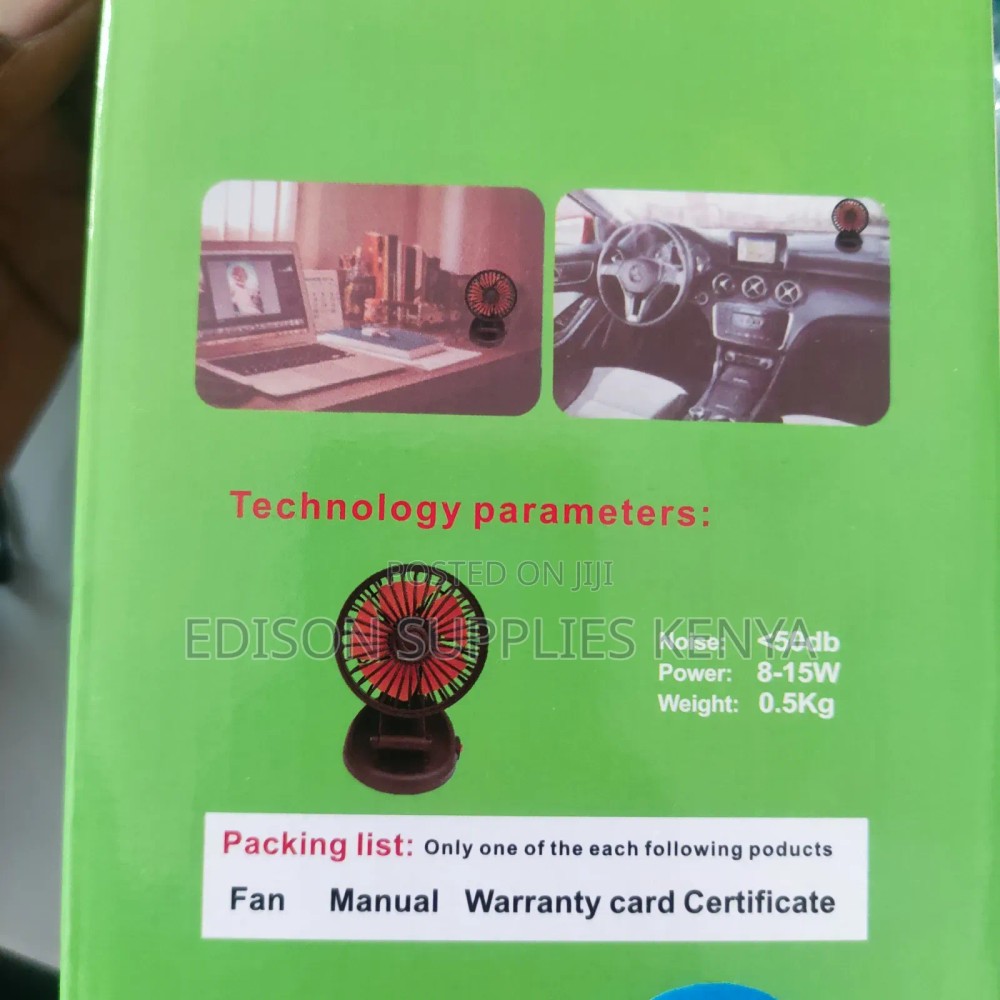 Technology parameters:
POSTED ON JIJI
EDISON SUPPLIES KENYA
Noise: <50db
Power: 8-15W
Weight: 0.5Kg
Packing list: Only one of the each following poducts
Fan Manual Warranty card Certificate